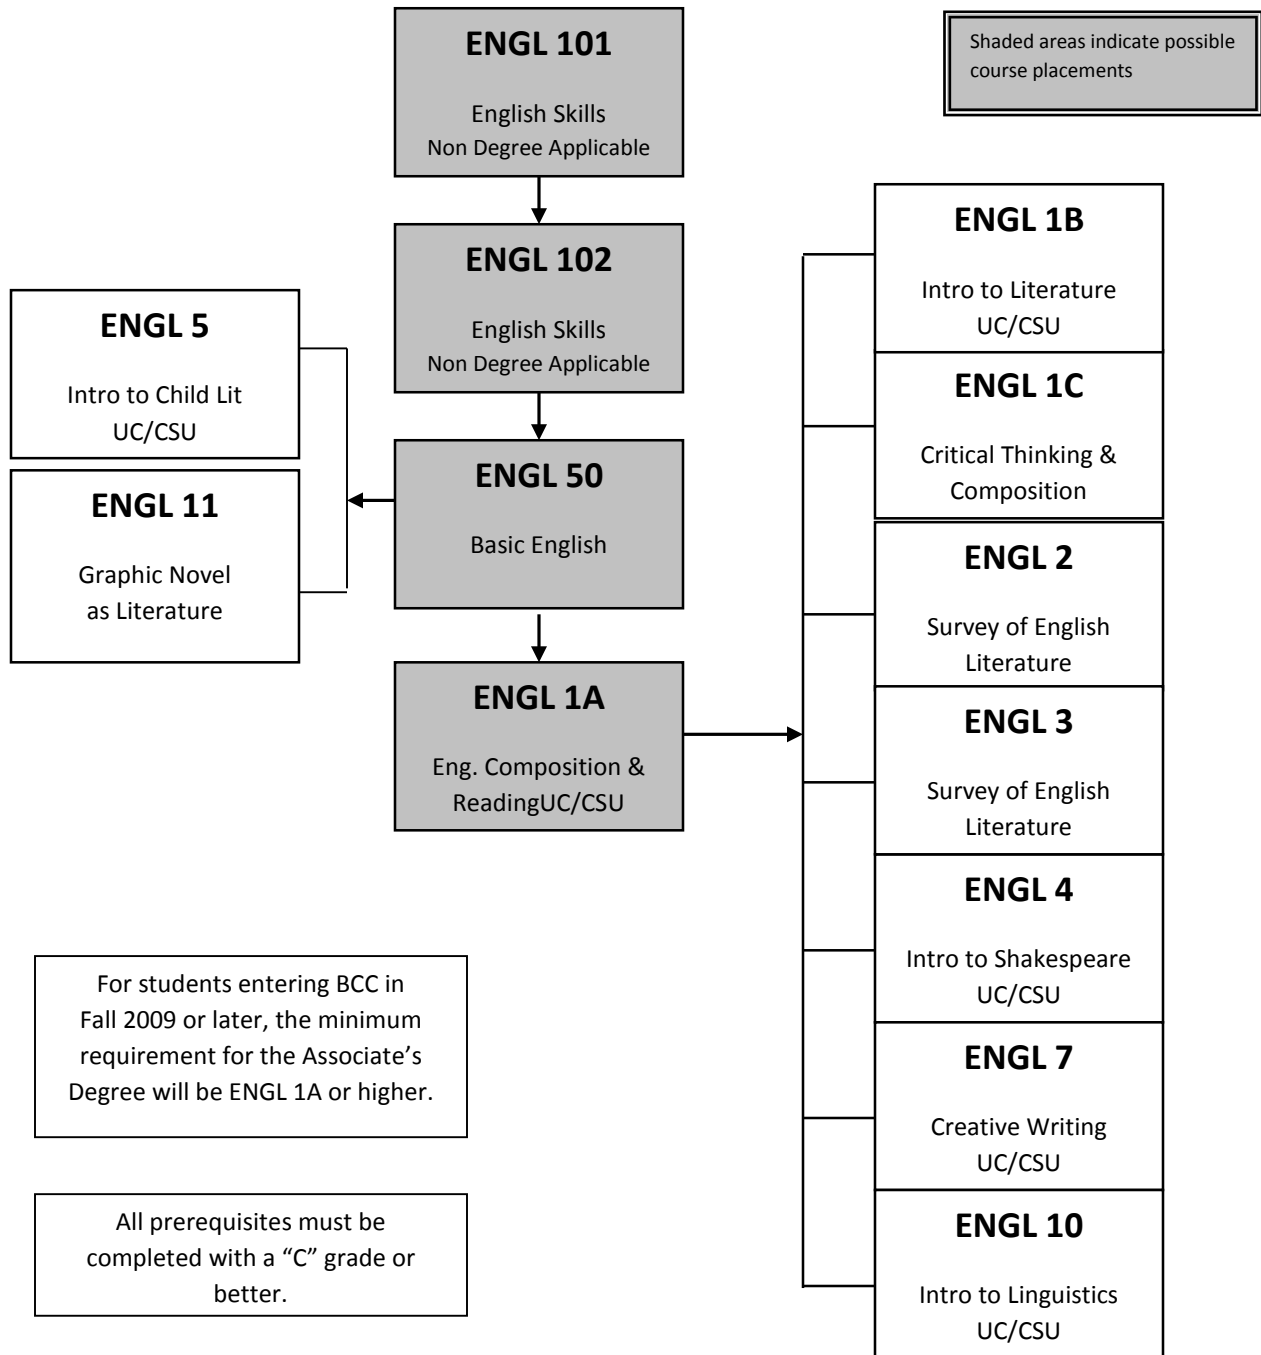 ENGL 101
English Skills
Non Degree Applicable
Shaded areas indicate possible
course placements
ENGL 102
English Skills
Non Degree Applicable
ENGL 5
Intro to Child Lit
UC/CSU
ENGL 11
Graphic Novel
as Literature
ENGL 50
Basic English
ENGL 1A
Eng. Composition &
ReadingUC/CSU
ENGL 1B
Intro to Literature
UC/CSU
ENGL 1C
Critical Thinking &
Composition
ENGL 2
Survey of English
Literature
ENGL 3
Survey of English
Literature
ENGL 4
Intro to Shakespeare
UC/CSU
ENGL 7
Creative Writing
UC/CSU
ENGL 10
Intro to Linguistics
UC/CSU
For students entering BCC in
Fall 2009 or later, the minimum
requirement for the Associate’s
Degree will be ENGL 1A or higher.
All prerequisites must be
completed with a “C” grade or
better.